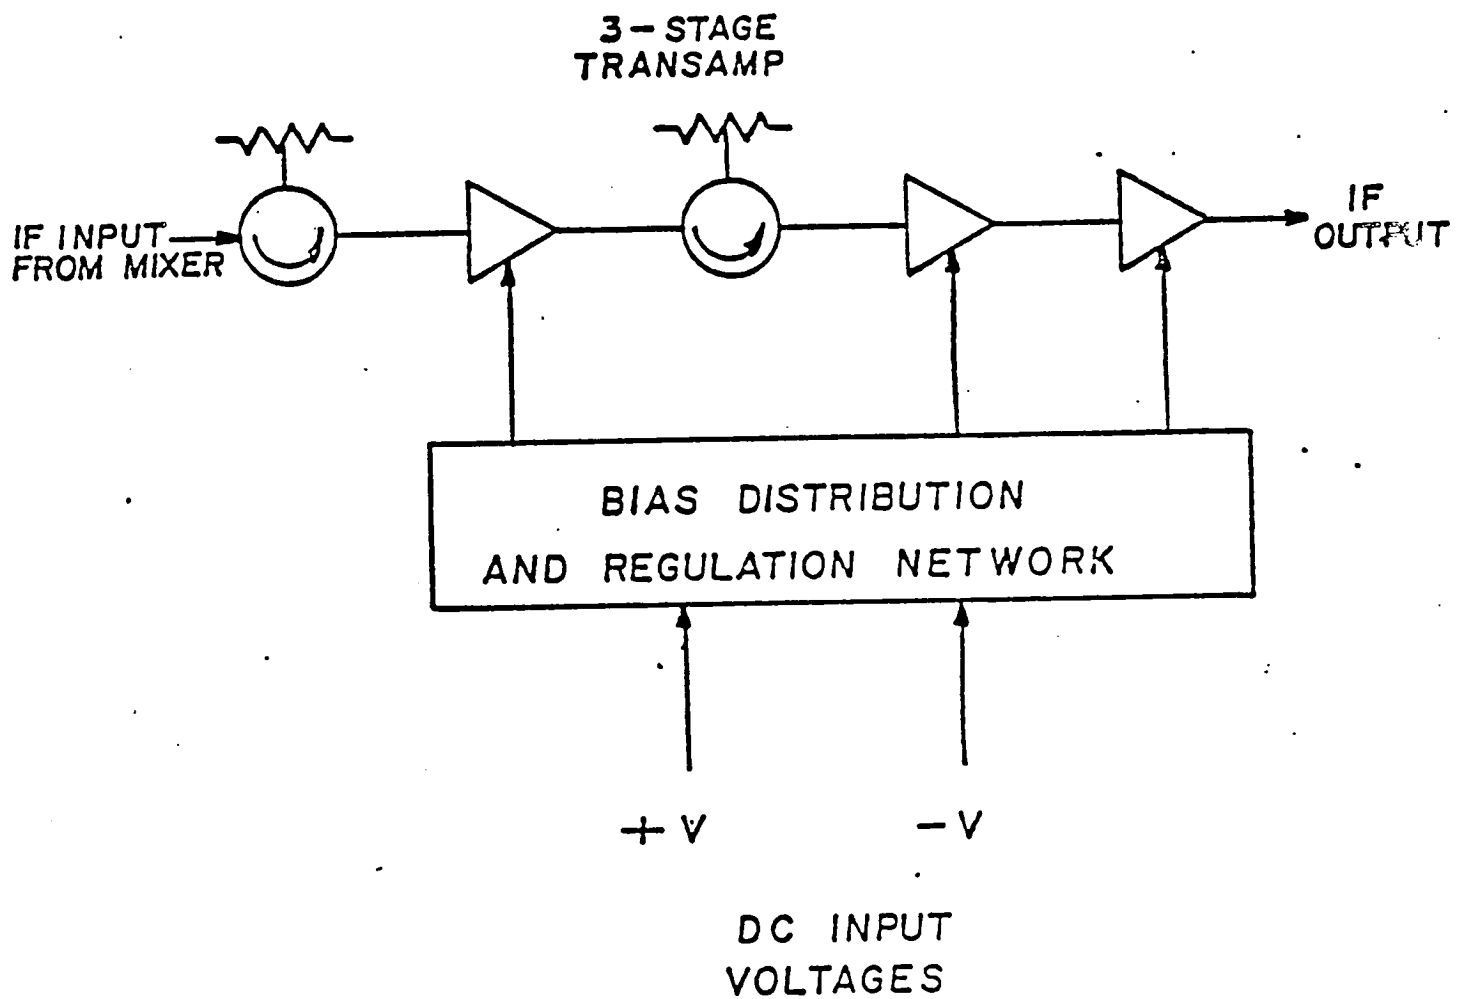 3-STAGE
TRANSAMP
IF INPUT
FROM MIXER
IF
OUTPUT
BIAS DISTRIBUTION
AND REGULATION NETWORK
+V
-V
DC INPUT
VOLTAGES